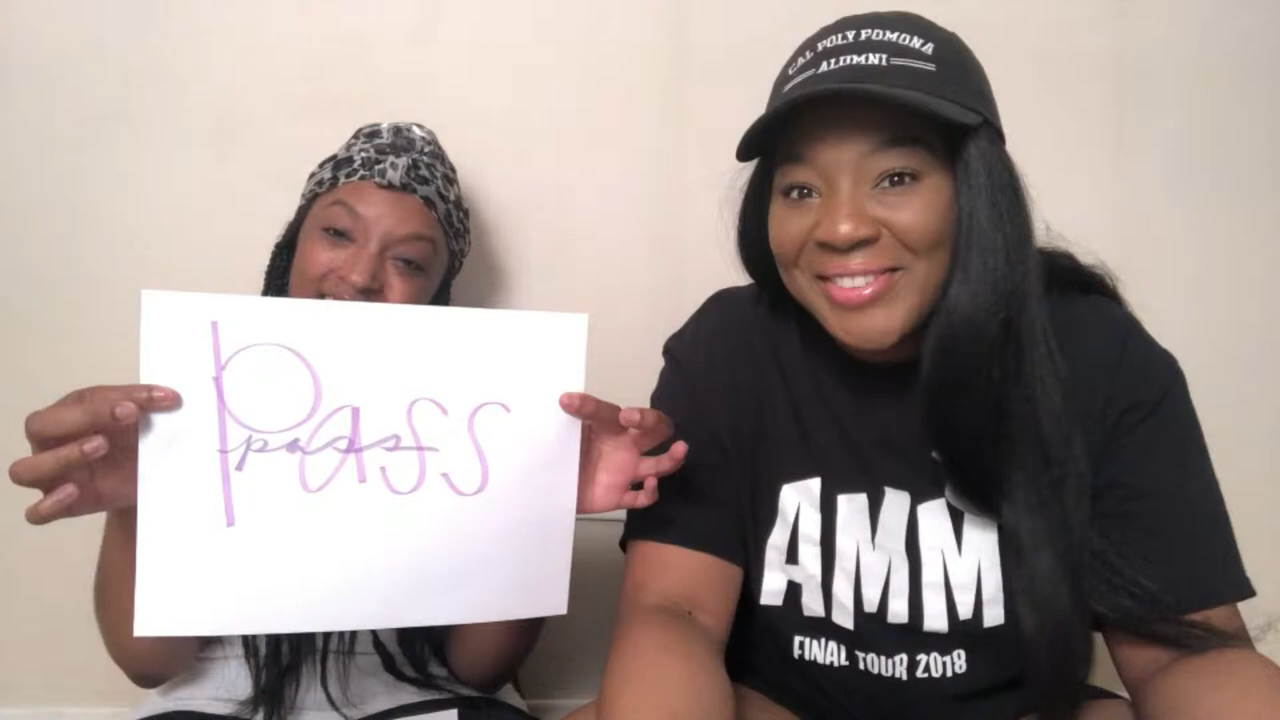 CAL POLY POMONA
ALUMNI
Pass
pass
AMM
FINAL TOUR 2018